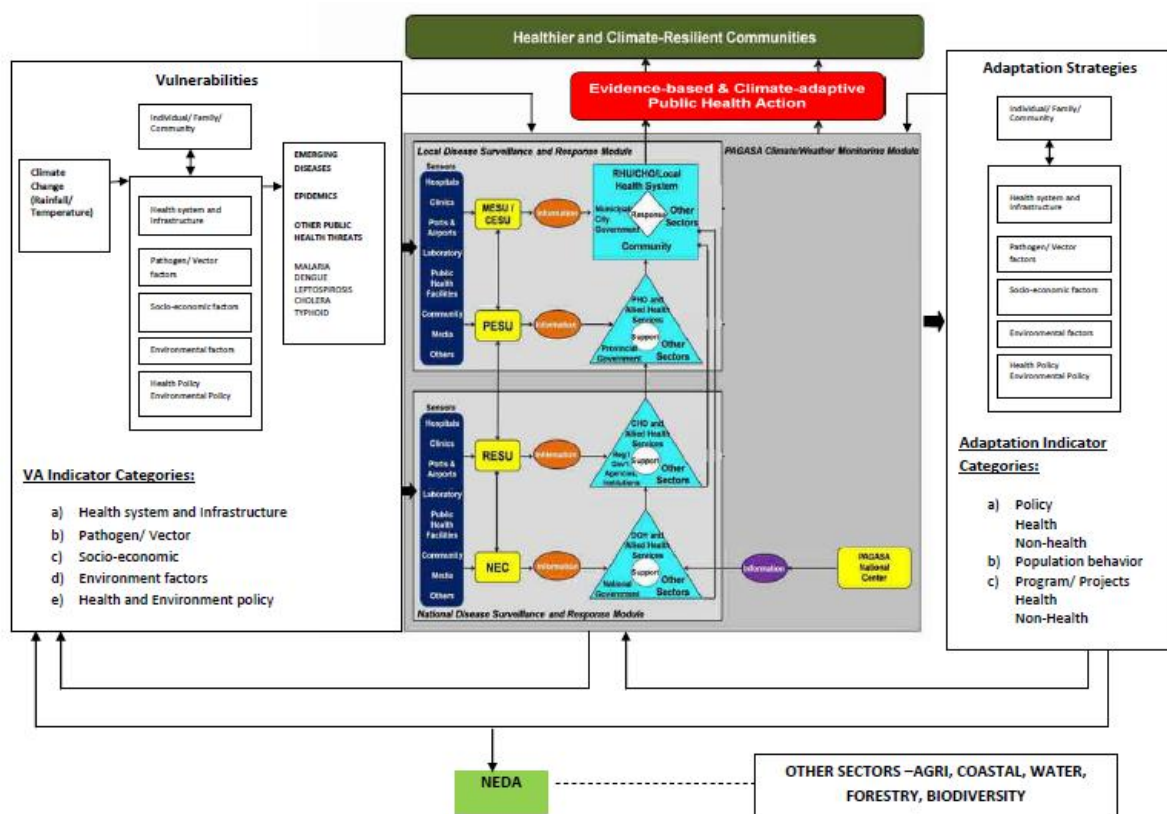 Healthier and Climate-Resilient Communities
Evidence-based & Climate-adaptive
Public Health Action
Vulnerabilities
Individual/ Family/
Community
Climate
Change
(Rainfall/
Temperature)
Health system and
Infrastructure
Pathogen/ Vector
factors
Socio-economic factors
Environmental factors
Health Policy
Environmental Policy
EMERGING
DISEASES
EPIDEMICS
OTHER PUBLIC
HEALTH THREATS
MALARIA
DENGUE
LEPTOSPIROSIS
CHOLERA
TYPHOID
VA Indicator Categories:
a) Health system and Infrastructure
b) Pathogen/ Vector
c) Socio-economic
d) Environment factors
e) Health and Environment policy
Local Disease Surveillance and Response Module
Sensors
Hospitals
Clinics
Ports &
Airports
Laboratory
Public
Health
Facilities
Community
Media
Others
MESU /
CESU
Information
RHU/CHO/Local
Health System
Municipal/
City
Government
Response
Other
Sectors
Community
PESU
Information
PHO and
Allied Health
Services
Support
Provincial
Government
Other
Sectors
Sensors
Hospitals
Clinics
Ports &
Airports
Laboratory
Public
Health
Facilities
Community
Media
Others
RESU
Information
CHD and
Allied Health
Services
Support
Reg'l
Gov't
Agencies,
Institutions
Other
Sectors
NEC
Information
DOH and
Allied Health
Services
Support
National
Government
Other
Sectors
National Disease Surveillance and Response Module
PAGASA Climate/Weather Monitoring Module
Information
PAGASA
National
Center
Adaptation Strategies
Individual/ Family/
Community
Health system and
Infrastructure
Pathogen/ Vector
factors
Socio-economic factors
Environmental factors
Health Policy
Environmental Policy
Adaptation Indicator
Categories:
a) Policy
Health
Non-health
b) Population behavior
c) Program/ Projects
Health
Non-Health
NEDA
OTHER SECTORS –AGRI, COASTAL, WATER,
FORESTRY, BIODIVERSITY